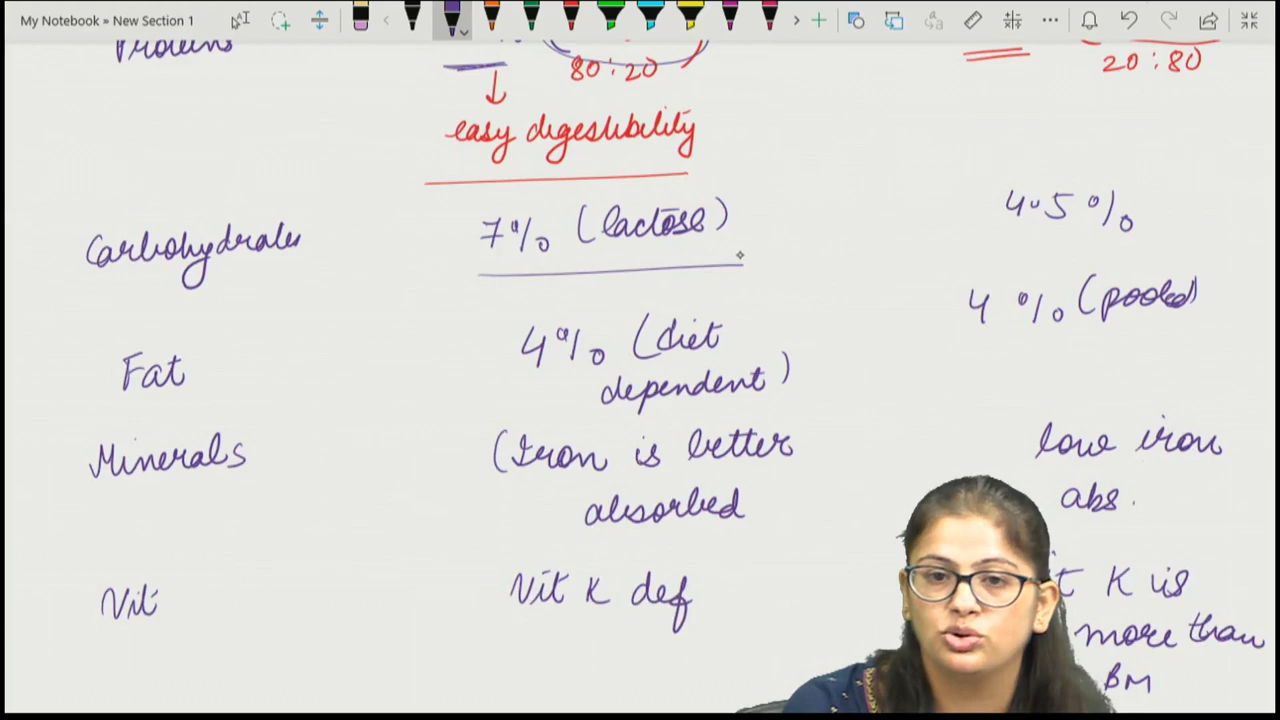 My Notebook » New Section 1
Proteins
80:20
20:80
easy digestibility
Carbohydrates 7% (lactose) 4.5%
Fat 4% (diet dependent) 4% (pooled)
Minerals (Iron is better absorbed low iron abs.
Vit Vit K def K is more than BM